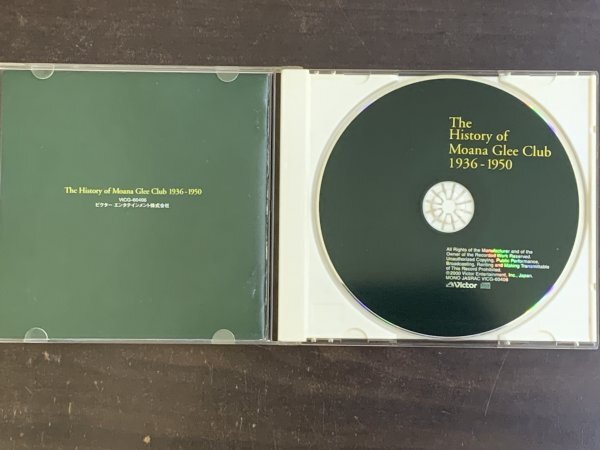 The History of Moana Glee Club 1936-1950
VICG-60406
ビクター エンタテインメント株式会社
The
History of
Moana Glee Club
1936-1950
All Rights of the Manufacturer and of the
Owner of the Recorded Work Reserved.
Unauthorized Copying, Public Performance,
Broadcasting, Renting and Making Transmittable
of This Record Prohibited.
℗2000 Victor Entertainment, Inc., Japan.
MONO JASRAC VICG-60406
Victor